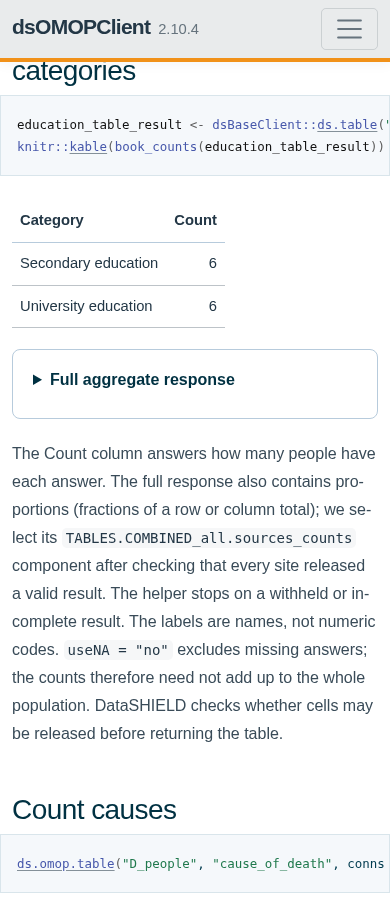 dsOMOPClient 2.10.4
categories
education_table_result <- dsBaseClient::ds.table("
knitr::kable(book_counts(education_table_result))
Category Count
Secondary education 6
University education 6
Full aggregate response
The Count column answers how many people have
each answer. The full response also contains pro-
portions (fractions of a row or column total); we se-
lect its TABLES.COMBINED_all.sources_counts
component after checking that every site released
a valid result. The helper stops on a withheld or in-
complete result. The labels are names, not numeric
codes. useNA = "no" excludes missing answers;
the counts therefore need not add up to the whole
population. DataSHIELD checks whether cells may
be released before returning the table.
Count causes
ds.omop.table("D_people", "cause_of_death", conns